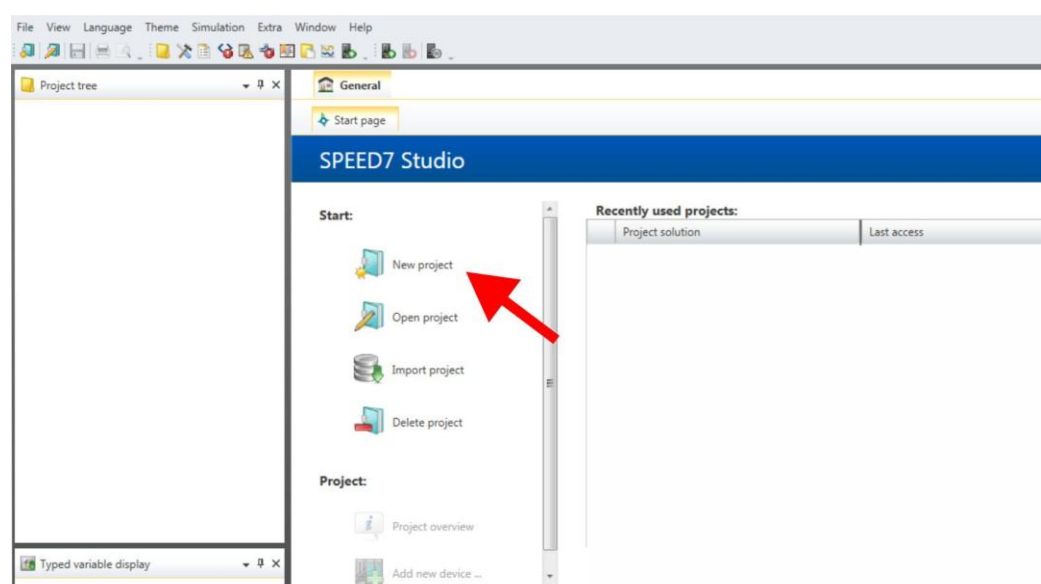 File View Language Theme Simulation Extra Window Help
Project tree
General
Start page
SPEED7 Studio
Start:
Recently used projects:
Project solution Last access
New project
Open project
Import project
Delete project
Project:
Project overview
Add new device ...
Typed variable display